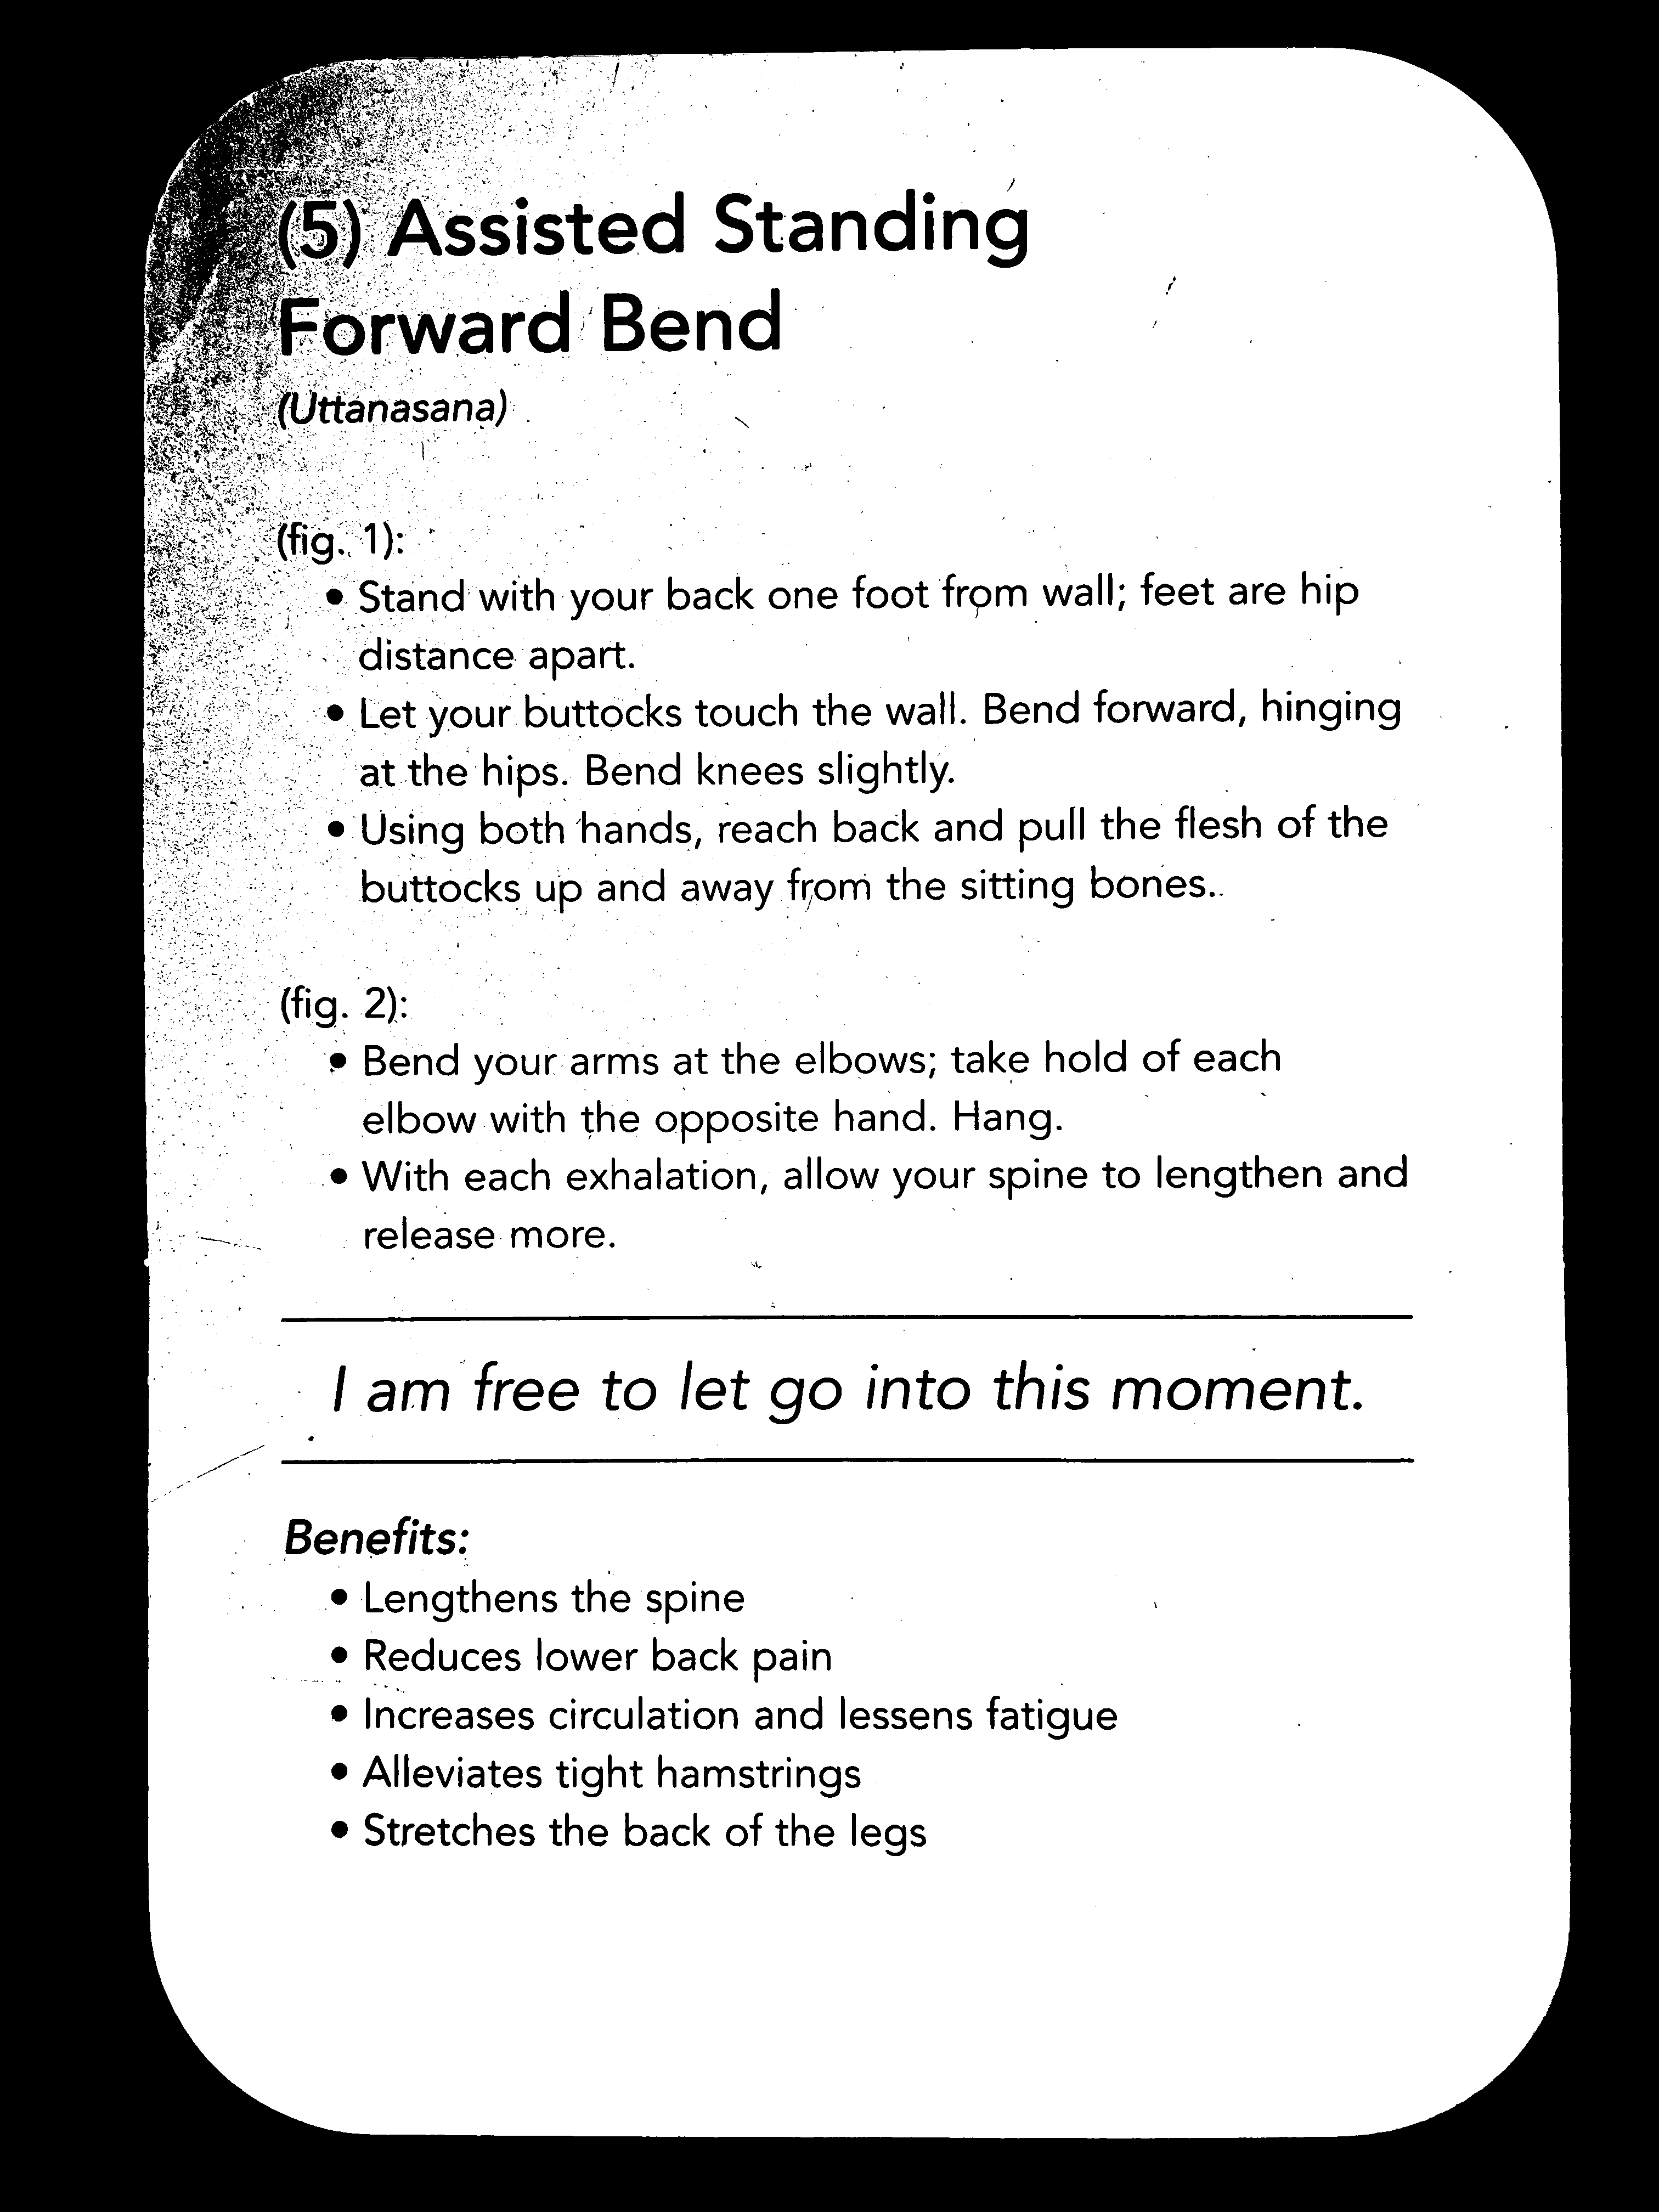 (5) Assisted Standing
Forward Bend
(Uttanasana)
(fig. 1):
• Stand with your back one foot from wall; feet are hip
distance apart.
• Let your buttocks touch the wall. Bend forward, hinging
at the hips. Bend knees slightly.
• Using both hands, reach back and pull the flesh of the
buttocks up and away from the sitting bones.
(fig. 2):
• Bend your arms at the elbows; take hold of each
elbow with the opposite hand. Hang.
• With each exhalation, allow your spine to lengthen and
release more.
I am free to let go into this moment.
Benefits:
• Lengthens the spine
• Reduces lower back pain
• Increases circulation and lessens fatigue
• Alleviates tight hamstrings
• Stretches the back of the legs